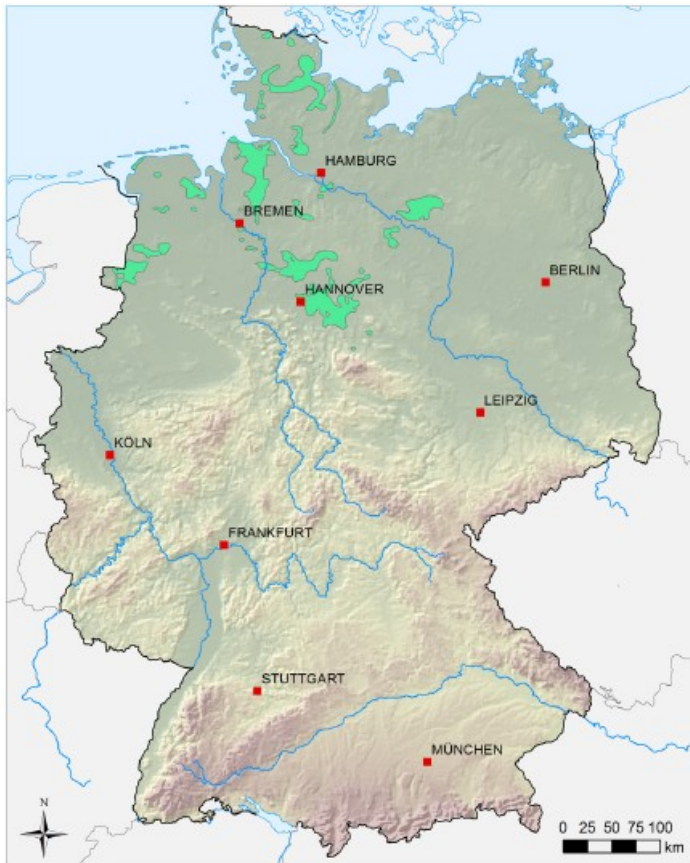 HAMBURG
BREMEN
BERLIN
HANNOVER
LEIPZIG
KÖLN
FRANKFURT
STUTTGART
MÜNCHEN
N
0 25 50 75 100
km